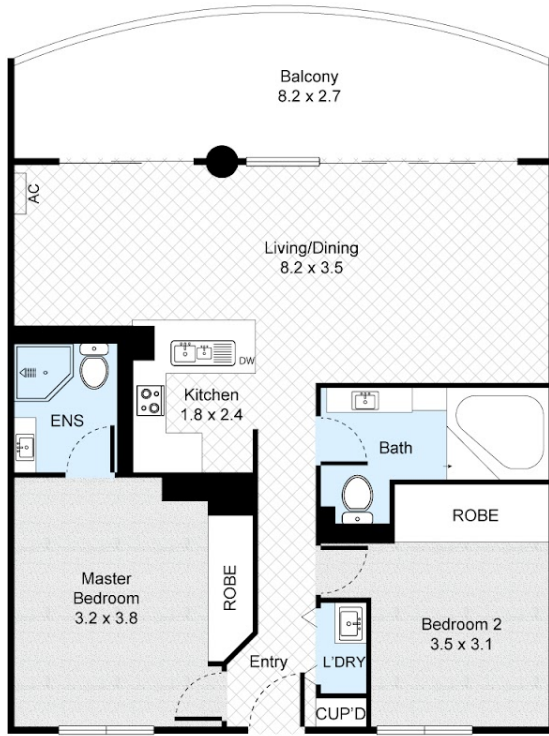 Balcony
8.2 x 2.7
AC
Living/Dining
8.2 x 3.5
DW
Kitchen
1.8 x 2.4
ENS
Bath
ROBE
Master
Bedroom
3.2 x 3.8
ROBE
Bedroom 2
3.5 x 3.1
Entry
L'DRY
CUP'D